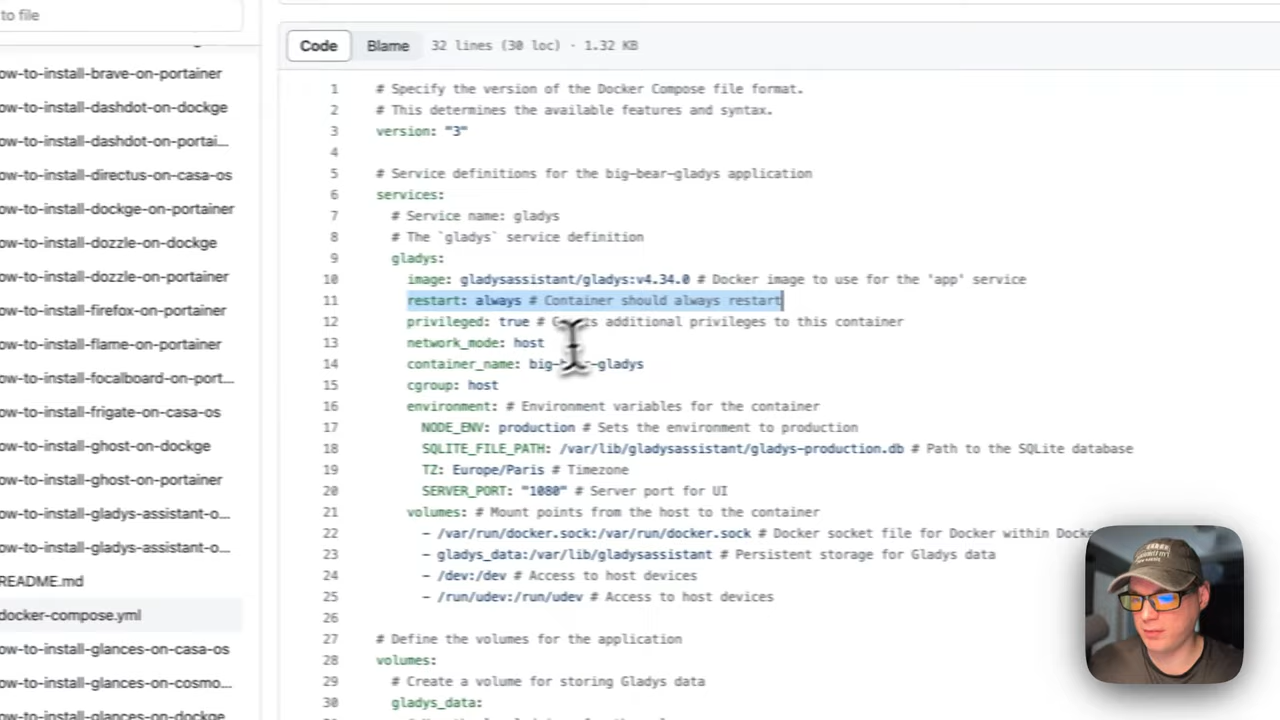 to file
ow-to-install-brave-on-portainer
ow-to-install-dashdot-on-dockge
ow-to-install-dashdot-on-portai...
ow-to-install-directus-on-casa-os
ow-to-install-dockge-on-portainer
ow-to-install-dozzle-on-dockge
ow-to-install-dozzle-on-portainer
ow-to-install-firefox-on-portainer
ow-to-install-flame-on-portainer
ow-to-install-focalboard-on-port...
ow-to-install-frigate-on-casa-os
ow-to-install-ghost-on-dockge
ow-to-install-ghost-on-portainer
ow-to-install-gladys-assistant-o...
ow-to-install-gladys-assistant-o...
README.md
docker-compose.yml
ow-to-install-glances-on-casa-os
ow-to-install-glances-on-cosmo...
ow-to-install-glances-on-dockge
Code Blame 32 lines (30 loc) · 1.32 KB
1 # Specify the version of the Docker Compose file format.
2 # This determines the available features and syntax.
3 version: "3"
4
5 # Service definitions for the big-bear-gladys application
6 services:
7 # Service name: gladys
8 # The `gladys` service definition
9 gladys:
10 image: gladysassistant/gladys:v4.34.0 # Docker image to use for the 'app' service
11 restart: always # Container should always restart
12 privileged: true # additional privileges to this container
13 network_mode: host
14 container_name: big-bear-gladys
15 cgroup: host
16 environment: # Environment variables for the container
17 NODE_ENV: production # Sets the environment to production
18 SQLITE_FILE_PATH: /var/lib/gladysassistant/gladys-production.db # Path to the SQLite database
19 TZ: Europe/Paris # Timezone
20 SERVER_PORT: "1080" # Server port for UI
21 volumes: # Mount points from the host to the container
22 - /var/run/docker.sock:/var/run/docker.sock # Docker socket file for Docker within Docke
23 - gladys_data:/var/lib/gladysassistant # Persistent storage for Gladys data
24 - /dev:/dev # Access to host devices
25 - /run/udev:/run/udev # Access to host devices
26
27 # Define the volumes for the application
28 volumes:
29 # Create a volume for storing Gladys data
30 gladys_data: